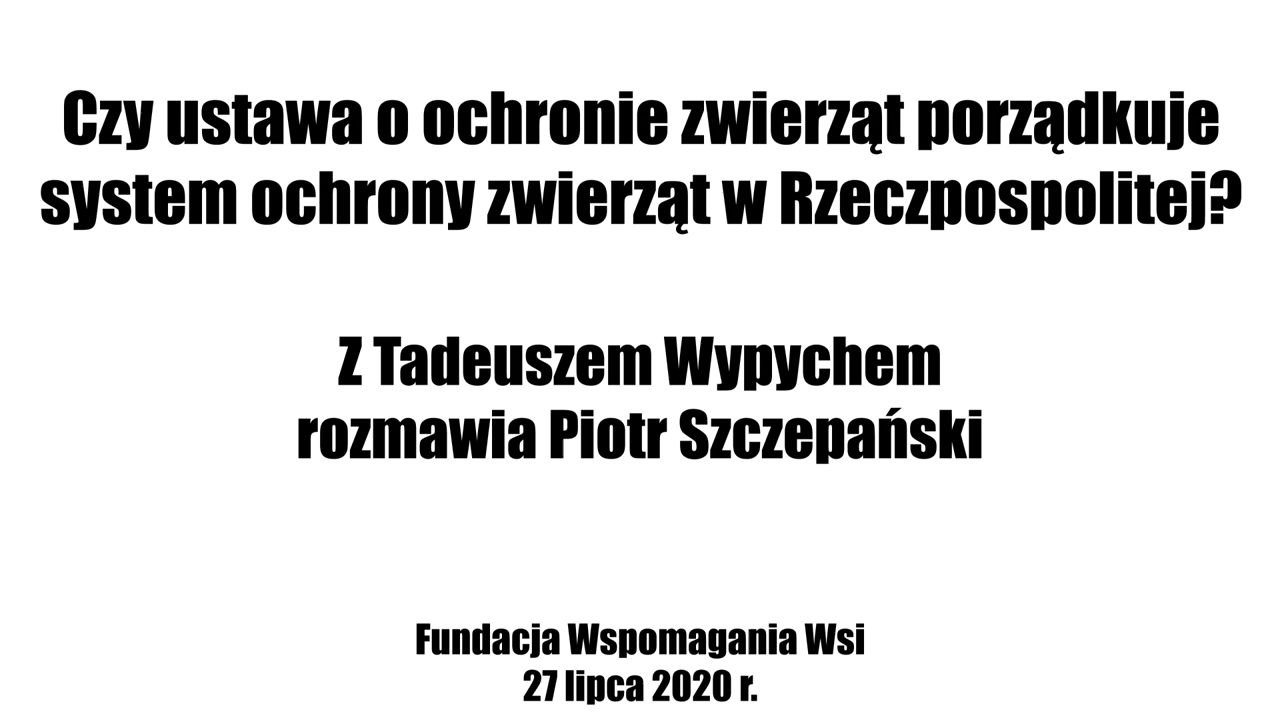 Czy ustawa o ochronie zwierząt porządkuje
system ochrony zwierząt w Rzeczpospolitej?
Z Tadeuszem Wypychem
rozmawia Piotr Szczepański
Fundacja Wspomagania Wsi
27 lipca 2020 r.